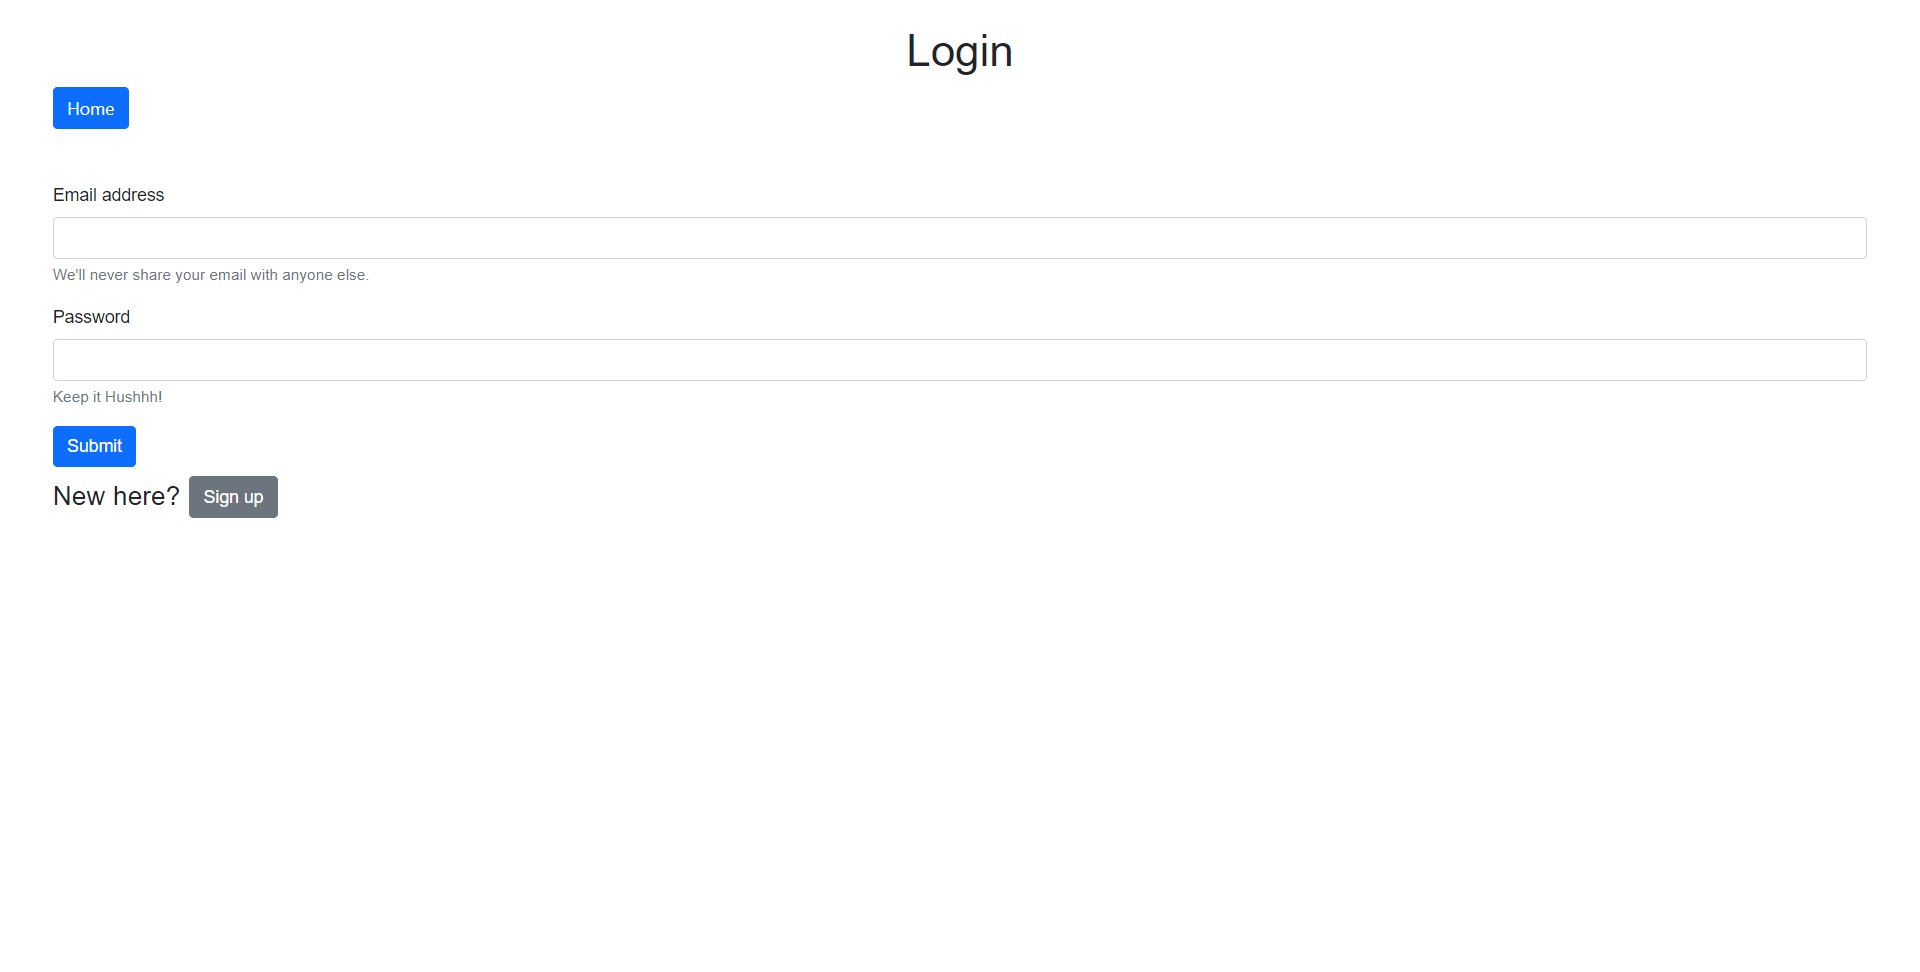 Login
Home
Email address
We'll never share your email with anyone else.
Password
Keep it Hushhh!
Submit
New here? Sign up